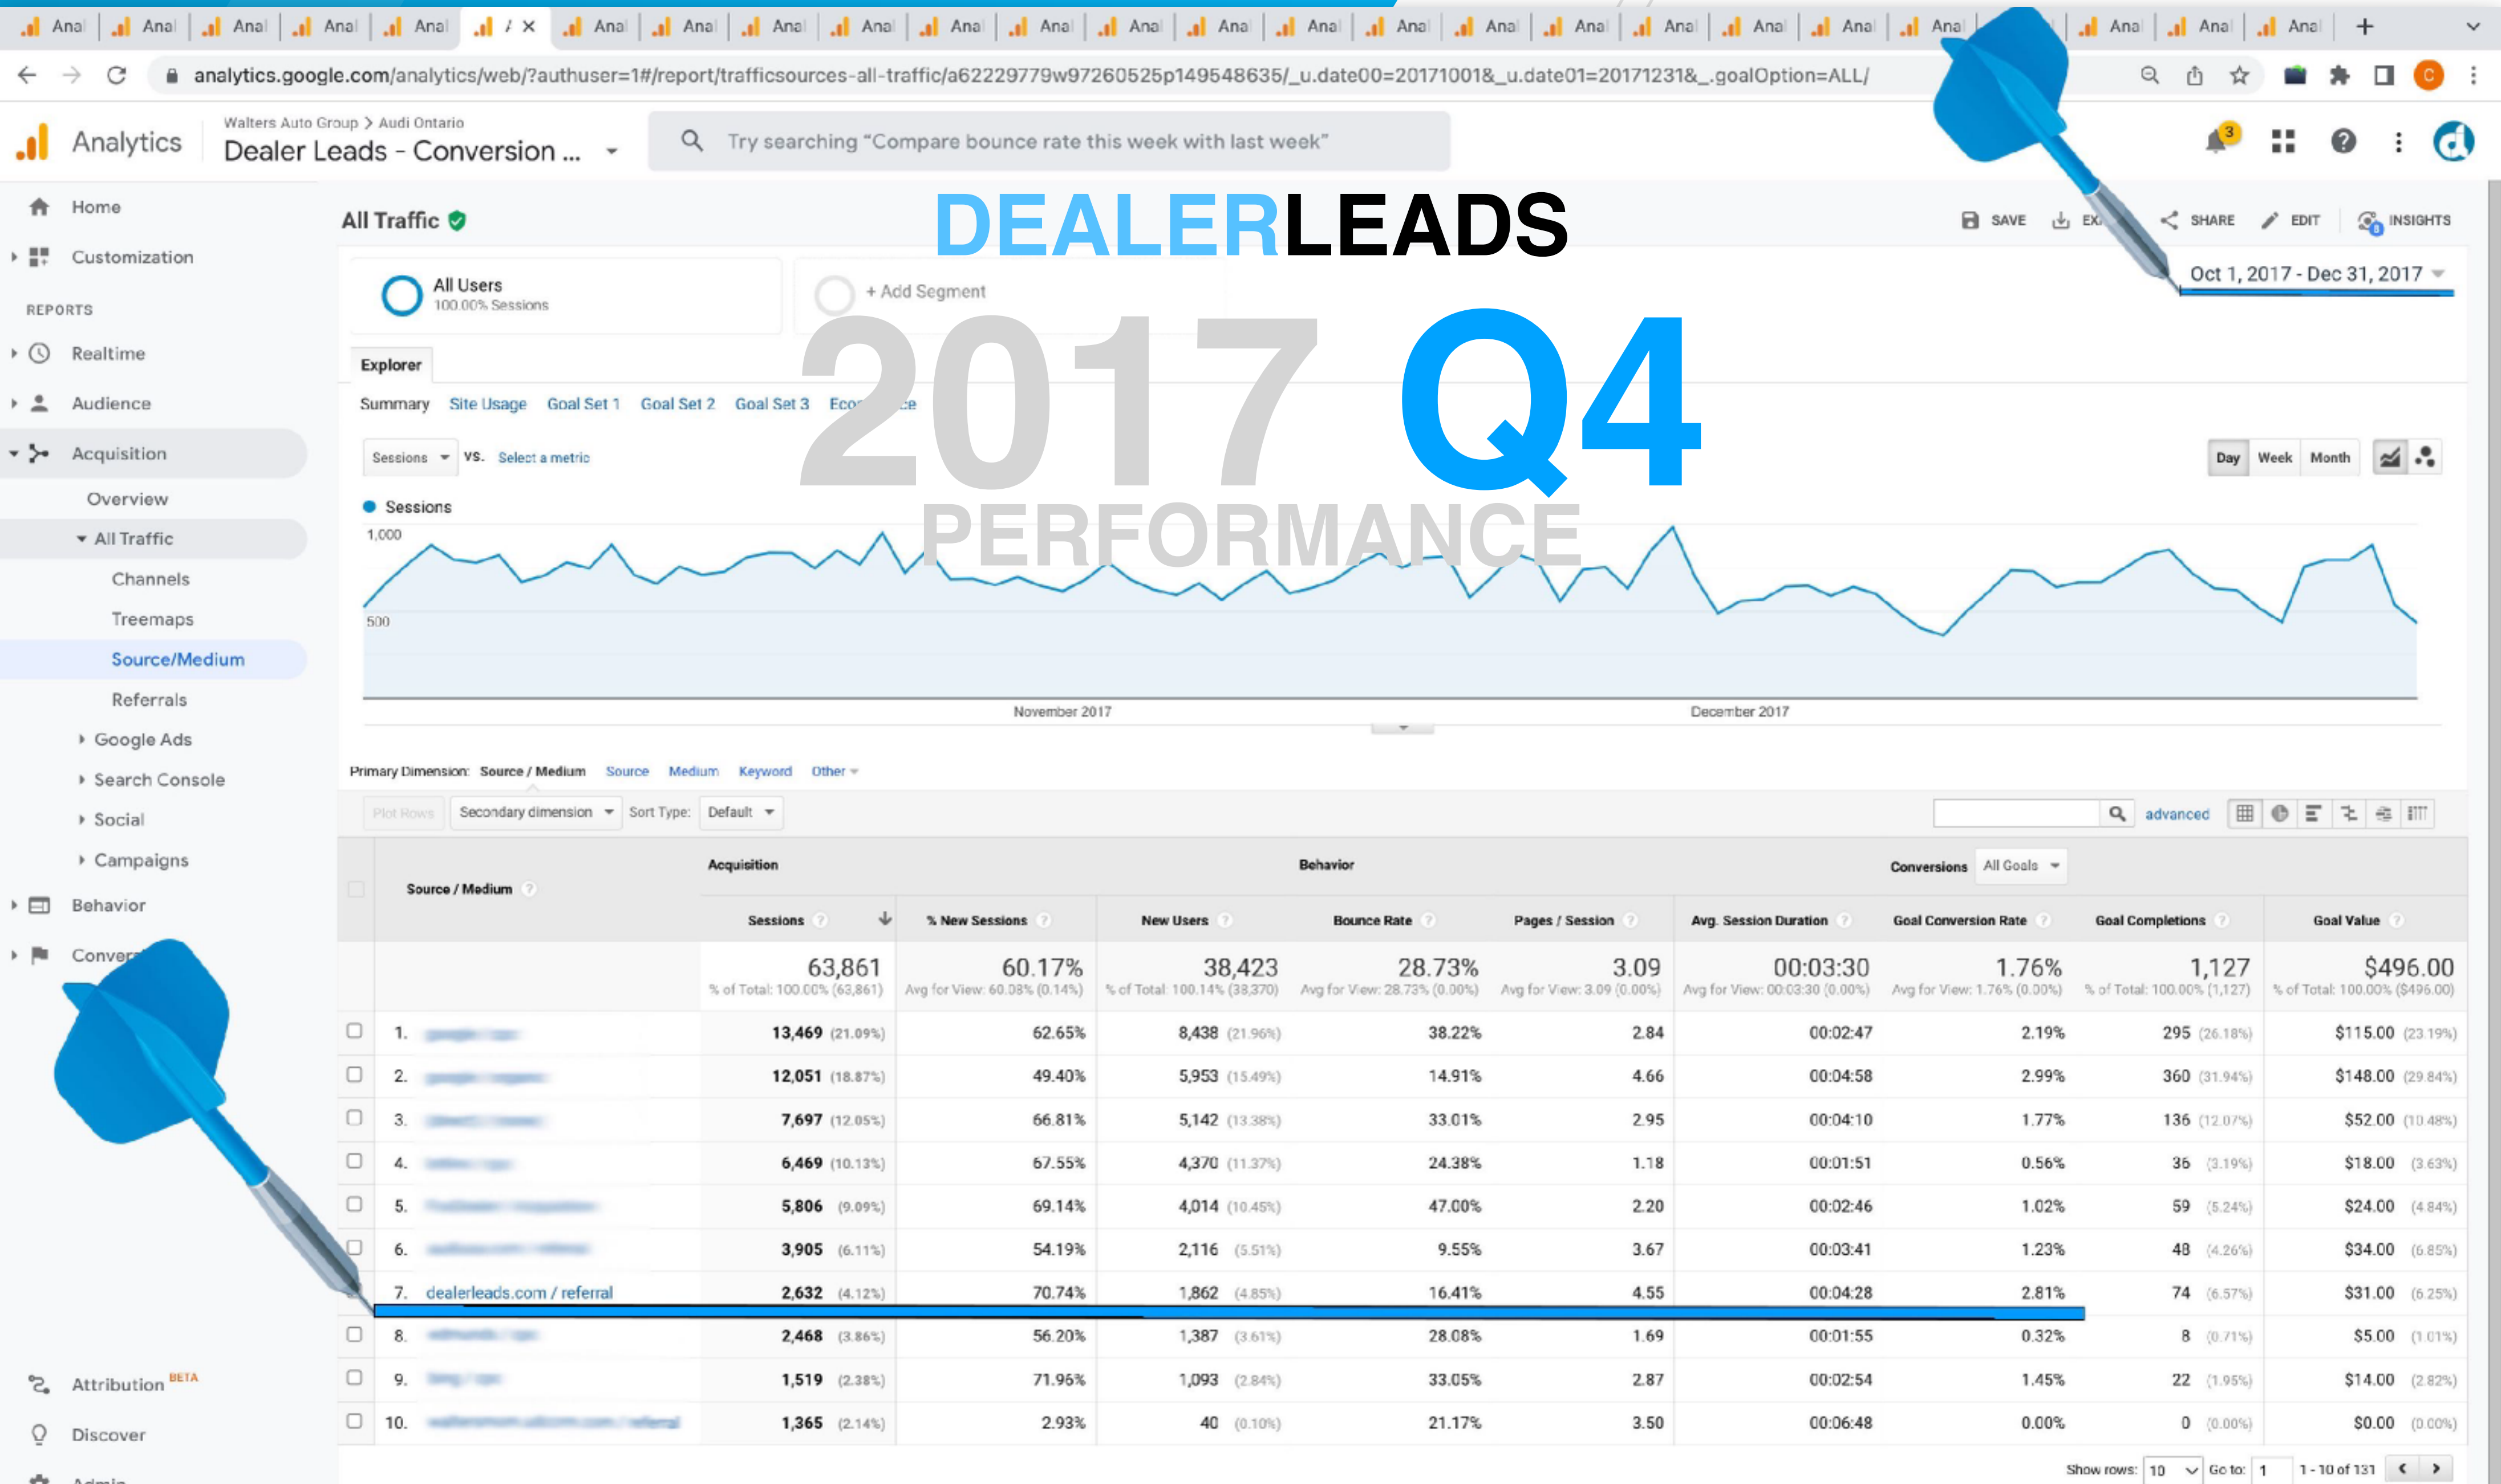 Anal Anal Anal Anal Anal Anal Anal Anal Anal Anal Anal Anal Anal Anal Anal Anal Anal Anal Anal Anal Anal Anal Anal Anal
analytics.google.com/analytics/web/?authuser=1#/report/trafficsources-all-traffic/a62229779w97260525p149548635/_u.date00=20171001&_u.date01=20171231&_.goalOption=ALL/
C
Analytics
Walters Auto Group > Audi Ontario
Dealer Leads - Conversion ...
Try searching "Compare bounce rate this week with last week"
3
Home
Customization
REPORTS
Realtime
Audience
Acquisition
Overview
All Traffic
Channels
Treemaps
Source/Medium
Referrals
Google Ads
Search Console
Social
Campaigns
Behavior
Attribution BETA
Discover
All Traffic
DEALERLEADS
SAVE SHARE EDIT INSIGHTS
8
All Users
100.00% Sessions
+ Add Segment
Oct 1, 2017 - Dec 31, 2017
2017 Q4
PERFORMANCE
Explorer
Summary Site Usage Goal Set 1 Goal Set 2 Goal Set 3
Sessions VS. Select a metric
Day Week Month
Sessions
1,000
500
November 2017 December 2017
Primary Dimension: Source / Medium Source Medium Keyword Other
Plot Rows Secondary dimension Sort Type: Default advanced
Source / Medium Acquisition Behavior Conversions All Goals
Sessions % New Sessions New Users Bounce Rate Pages / Session Avg. Session Duration Goal Conversion Rate Goal Completions Goal Value
63,861 60.17% 38,423 28.73% 3.09 00:03:30 1.76% 1,127 $496.00
% of Total: 100.00% (63,861) Avg for View: 60.08% (0.14%) % of Total: 100.14% (38,370) Avg for View: 28.73% (0.00%) Avg for View: 3.09 (0.00%) Avg for View: 00:03:30 (0.00%) Avg for View: 1.76% (0.00%) % of Total: 100.00% (1,127) % of Total: 100.00% ($496.00)
1. 13,469 (21.09%) 62.65% 8,438 (21.96%) 38.22% 2.84 00:02:47 2.19% 295 (26.18%) $115.00 (23.19%)
2. 12,051 (18.87%) 49.40% 5,953 (15.49%) 14.91% 4.66 00:04:58 2.99% 360 (31.94%) $148.00 (29.84%)
3. 7,697 (12.05%) 66.81% 5,142 (13.38%) 33.01% 2.95 00:04:10 1.77% 136 (12.07%) $52.00 (10.48%)
4. 6,469 (10.13%) 67.55% 4,370 (11.37%) 24.38% 1.18 00:01:51 0.56% 36 (3.19%) $18.00 (3.63%)
5. 5,806 (9.09%) 69.14% 4,014 (10.45%) 47.00% 2.20 00:02:46 1.02% 59 (5.24%) $24.00 (4.84%)
6. 3,905 (6.11%) 54.19% 2,116 (5.51%) 9.55% 3.67 00:03:41 1.23% 48 (4.26%) $34.00 (6.85%)
7. dealerleads.com / referral 2,632 (4.12%) 70.74% 1,862 (4.85%) 16.41% 4.55 00:04:28 2.81% 74 (6.57%) $31.00 (6.25%)
8. 2,468 (3.86%) 56.20% 1,387 (3.61%) 28.08% 1.69 00:01:55 0.32% 8 (0.71%) $5.00 (1.01%)
9. 1,519 (2.38%) 71.96% 1,093 (2.84%) 33.05% 2.87 00:02:54 1.45% 22 (1.95%) $14.00 (2.82%)
10. 1,365 (2.14%) 2.93% 40 (0.10%) 21.17% 3.50 00:06:48 0.00% 0 (0.00%) $0.00 (0.00%)
Show rows: 10 Go to: 1 1 - 10 of 131